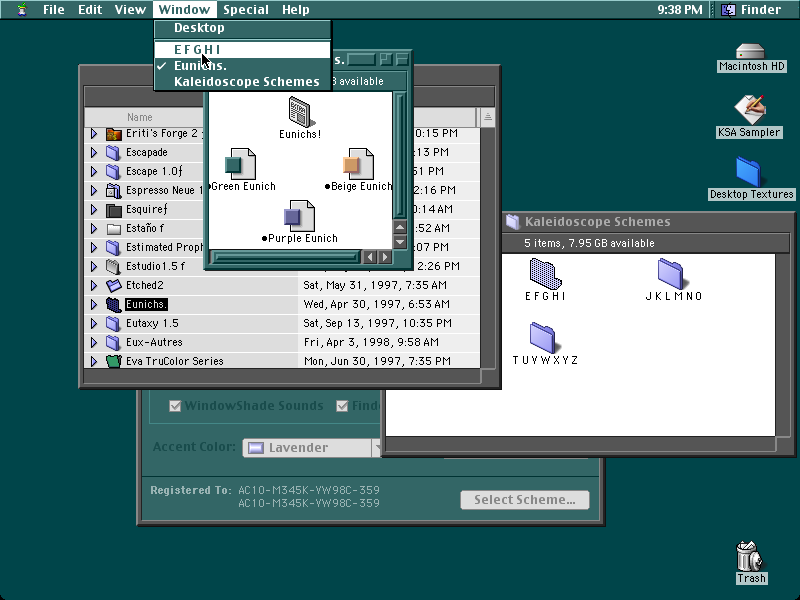 File Edit View Window Special Help 9:38 PM Finder
Desktop
E F G H I
✓ Eunichs.
Kaleidoscope Schemes
s.
B available
Name
Eriti's Forge 2 0:15 PM
Escapade :13 PM
Escape 1.0ƒ 51 PM
Espresso Neue 1 2:16 PM
Esquireƒ 0:14 AM
Estaño ƒ :52 AM
Estimated Proph :07 PM
Estudio1.5 f 2:26 PM
Etched2 Sat, May 31, 1997, 7:35 AM
Eunichs. Wed, Apr 30, 1997, 6:53 AM
Eutaxy 1.5 Sat, Sep 13, 1997, 10:35 PM
Eux-Autres Fri, Apr 3, 1998, 9:58 AM
Eva TruColor Series Mon, Jun 30, 1997, 7:35 PM
Eunichs!
•Green Eunich
•Beige Eunich
•Purple Eunich
Macintosh HD
KSA Sampler
Desktop Textures
Kaleidoscope Schemes
5 items, 7.95 GB available
E F G H I
J K L M N O
T U V W X Y Z
WindowShade Sounds Find
Accent Color: Lavender
Registered To: AC10-M345K-YW98C-359
AC10-M345K-YW98C-359
Select Scheme...
Trash